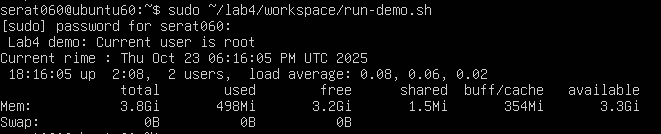 serat060@ubuntu60:~$ sudo ~/lab4/workspace/run-demo.sh
[sudo] password for serat060:
 Lab4 demo: Current user is root
Current rime : Thu Oct 23 06:16:05 PM UTC 2025
 18:16:05 up  2:08,  2 users,  load average: 0.08, 0.06, 0.02
               total        used        free      shared  buff/cache   available
Mem:           3.8Gi       498Mi       3.2Gi       1.5Mi       354Mi       3.3Gi
Swap:             0B          0B          0B